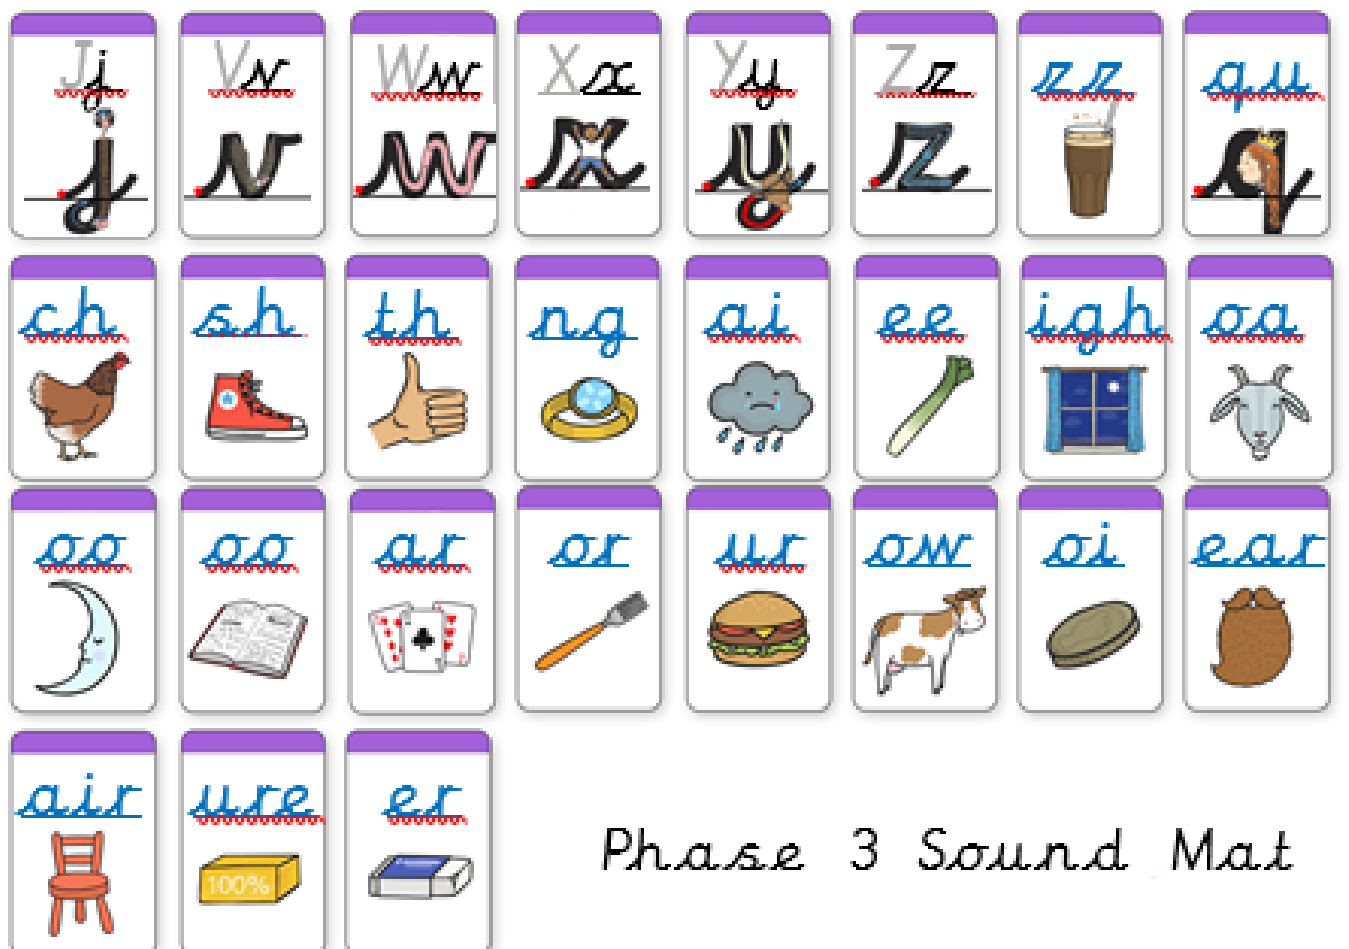 Jj Vv Ww Xx Yy Zz zz qu
ch sh th ng ai ee igh oa
oo oo ar or ur ow oi ear
air ure er
100%
Phase 3 Sound Mat